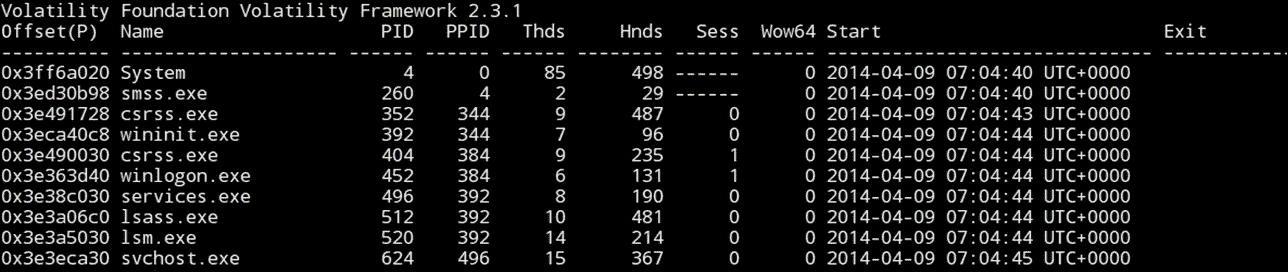 Volatility Foundation Volatility Framework 2.3.1
Offset(P)  Name                    PID   PPID   Thds     Hnds   Sess  Wow64 Start                          Exit
---------- -------------------- ------ ------ ------ -------- ------ ------ ------------------------------ ------------
0x3ff6a020 System                    4      0     85      498 ------      0 2014-04-09 07:04:40 UTC+0000
0x3ed30b98 smss.exe                260      4      2       29 ------      0 2014-04-09 07:04:40 UTC+0000
0x3e491728 csrss.exe               352    344      9      487      0      0 2014-04-09 07:04:43 UTC+0000
0x3eca40c8 wininit.exe             392    344      7       96      0      0 2014-04-09 07:04:44 UTC+0000
0x3e490030 csrss.exe               404    384      9      235      1      0 2014-04-09 07:04:44 UTC+0000
0x3e363d40 winlogon.exe            452    384      6      131      1      0 2014-04-09 07:04:44 UTC+0000
0x3e38c030 services.exe            496    392      8      190      0      0 2014-04-09 07:04:44 UTC+0000
0x3e3a06c0 lsass.exe               512    392     10      481      0      0 2014-04-09 07:04:44 UTC+0000
0x3e3a5030 lsm.exe                 520    392     14      214      0      0 2014-04-09 07:04:44 UTC+0000
0x3e3eca30 svchost.exe             624    496     15      367      0      0 2014-04-09 07:04:45 UTC+0000